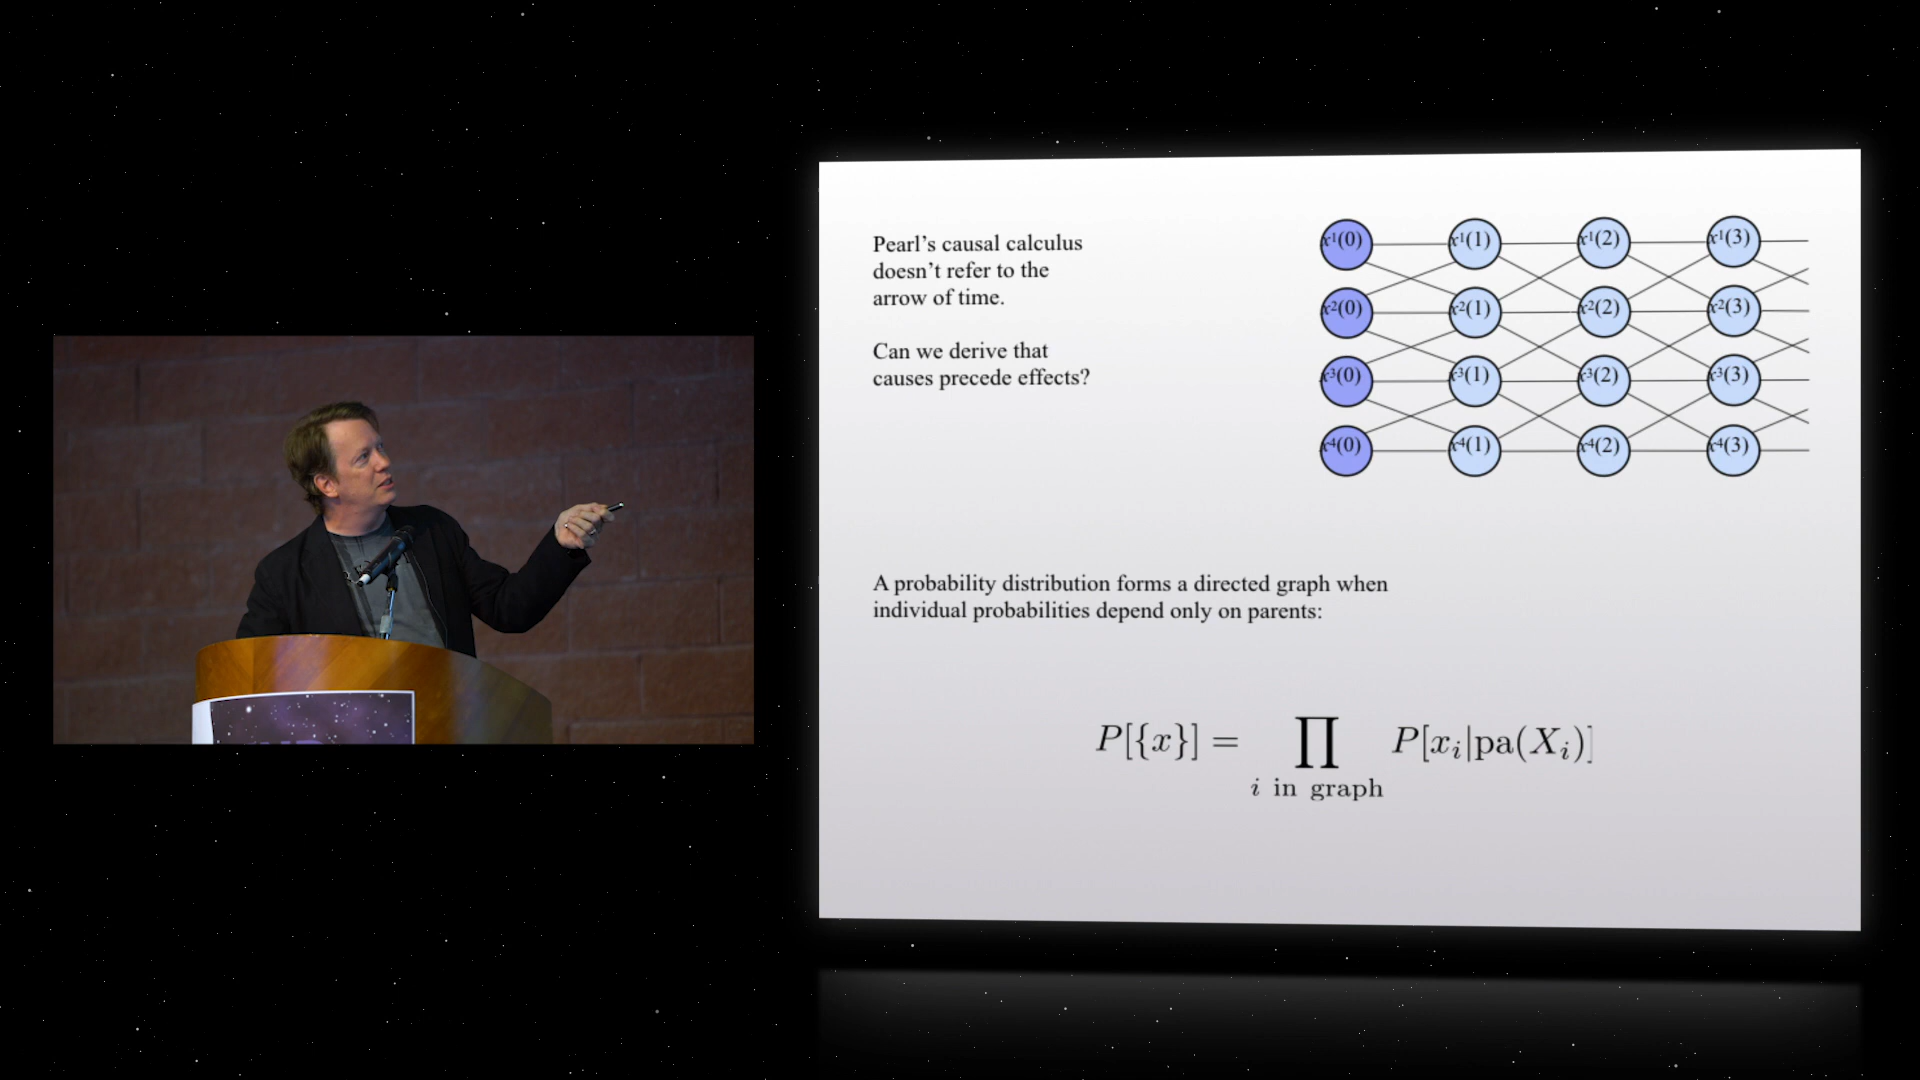 Pearl’s causal calculus
doesn’t refer to the
arrow of time.
Can we derive that
causes precede effects?
x¹(0) x¹(1) x¹(2) x¹(3)
x²(0) x²(1) x²(2) x²(3)
x³(0) x³(1) x³(2) x³(3)
x⁴(0) x⁴(1) x⁴(2) x⁴(3)
A probability distribution forms a directed graph when
individual probabilities depend only on parents:
P[{x}] = ∏ P[xᵢ|pa(Xᵢ)]
i in graph